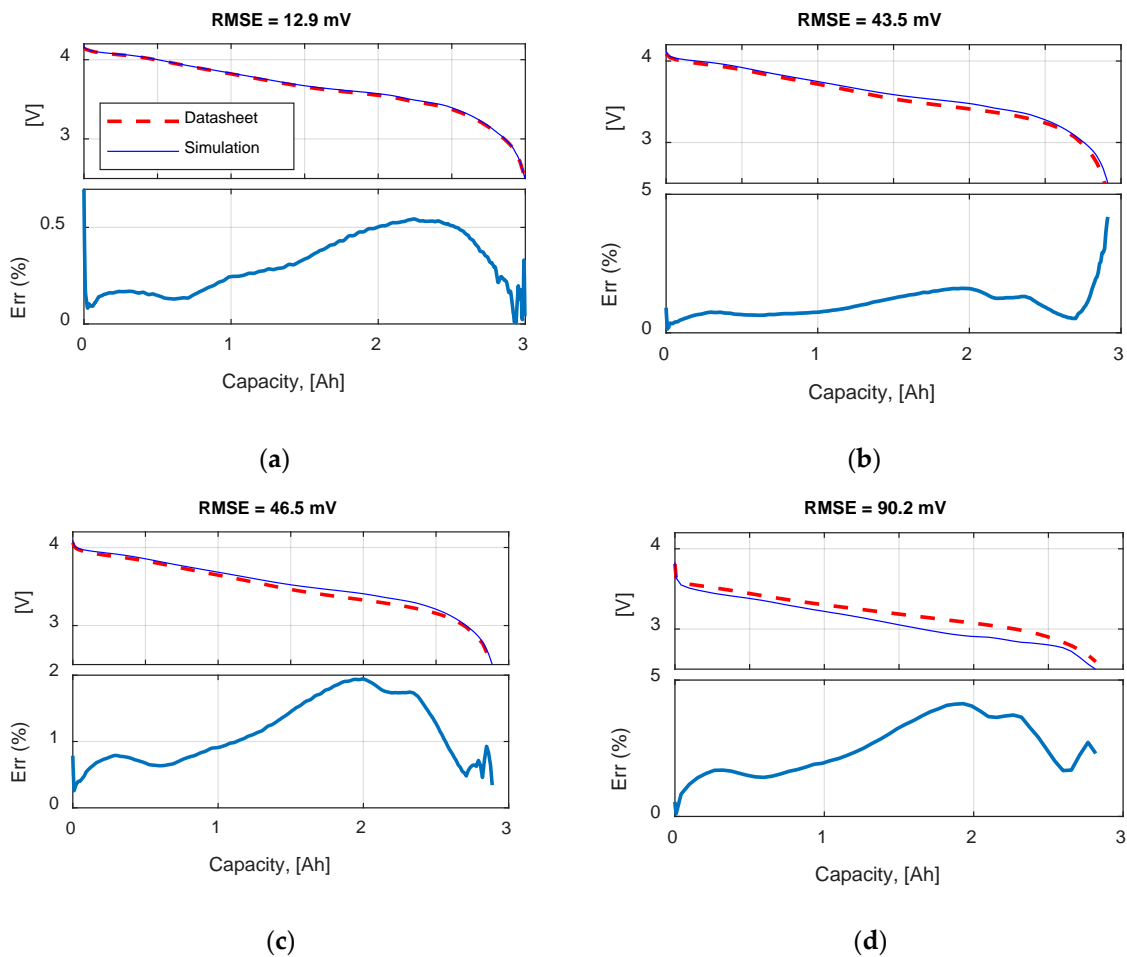 RMSE = 12.9 mV
4
3
[V]
Datasheet
Simulation
0.5
0
Err (%)
0
1
2
3
Capacity, [Ah]
(a)
RMSE = 43.5 mV
4
3
[V]
5
0
Err (%)
0
1
2
3
Capacity, [Ah]
(b)
RMSE = 46.5 mV
4
3
2
[V]
2
1
0
Err (%)
0
1
2
3
Capacity, [Ah]
(c)
RMSE = 90.2 mV
4
3
5
[V]
5
0
Err (%)
0
1
2
3
Capacity, [Ah]
(d)